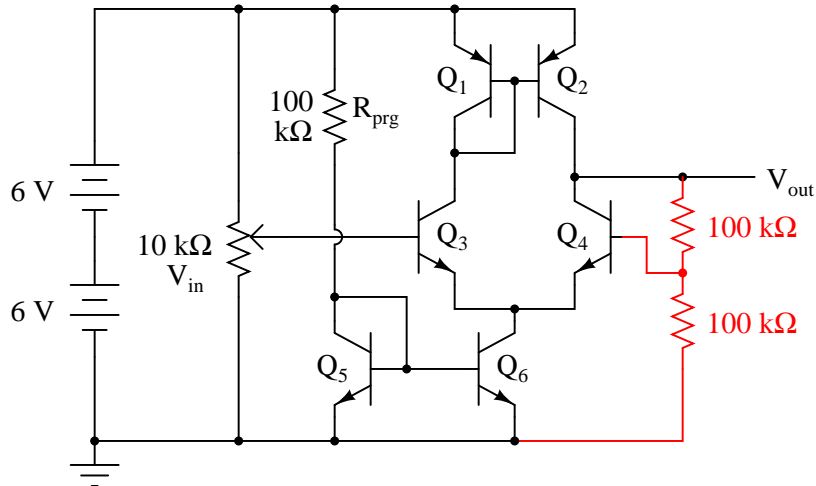 Q1
Q2
100
kΩ
Rprg
6 V
Vout
Q3
Q4
10 kΩ
Vin
100 kΩ
6 V
100 kΩ
Q5
Q6